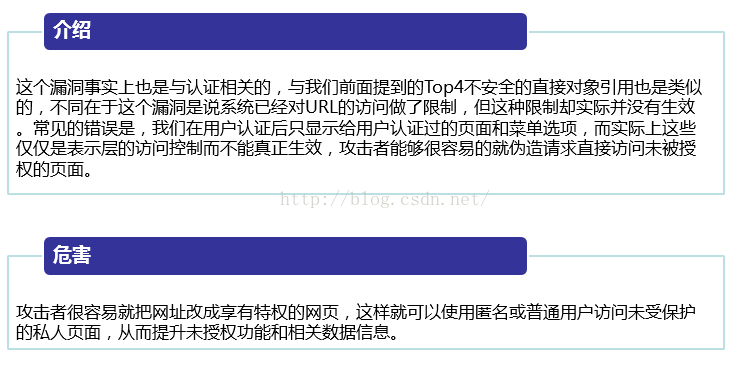 介绍
这个漏洞事实上也是与认证相关的，与我们前面提到的Top4不安全的直接对象引用也是类似
的，不同在于这个漏洞是说系统已经对URL的访问做了限制，但这种限制却实际并没有生效
。常见的错误是，我们在用户认证后只显示给用户认证过的页面和菜单选项，而实际上这些
仅仅是表示层的访问控制而不能真正生效，攻击者能够很容易的就伪造请求直接访问未被授
权的页面。
http://blog.csdn.net/
危害
攻击者很容易就把网址改成享有特权的网页，这样就可以使用匿名或普通用户访问未受保护
的私人页面，从而提升未授权功能和相关数据信息。